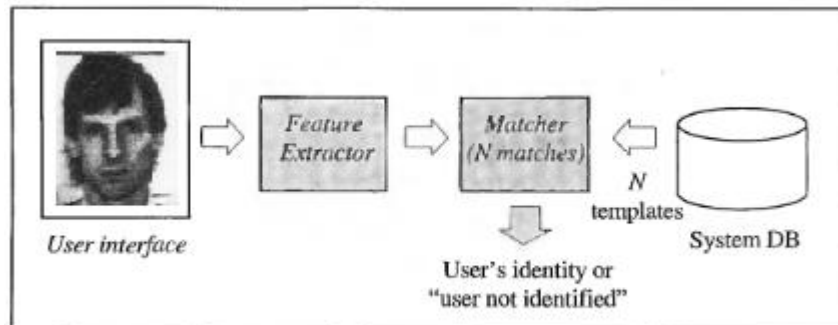 Feature
Extractor
Matcher
(N matches)
N
templates
User interface
System DB
User's identity or
"user not identified"